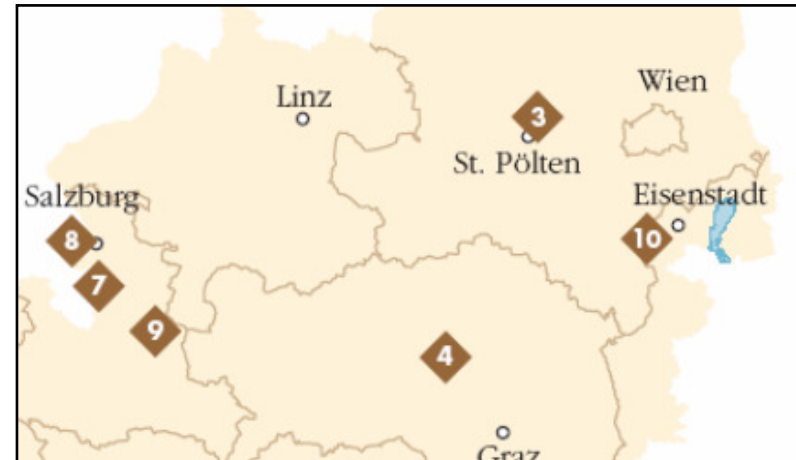 Wien
Linz
3
St. Pölten
Salzburg
Eisenstadt
8
10
7
9
4
Graz